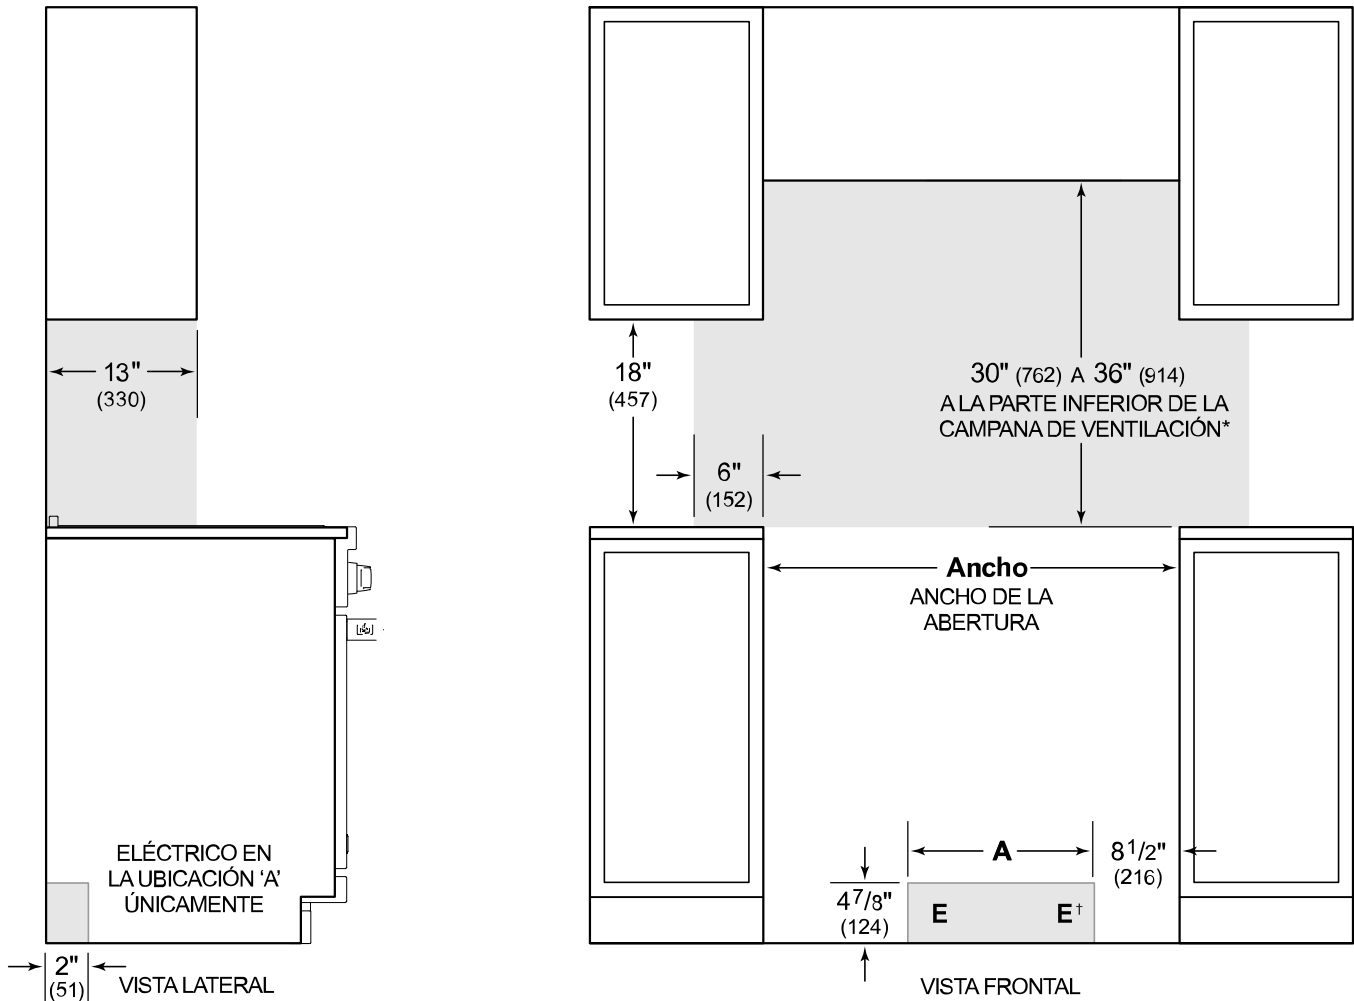 13"
(330)
18"
(457)
30" (762) A 36" (914)
A LA PARTE INFERIOR DE LA
CAMPANA DE VENTILACIÓN*
6"
(152)
Ancho
ANCHO DE LA
ABERTURA
ELÉCTRICO EN
LA UBICACIÓN 'A'
ÚNICAMENTE
A
8 1/2"
(216)
4 7/8"
(124)
E
E†
2"
(51)
VISTA LATERAL
VISTA FRONTAL